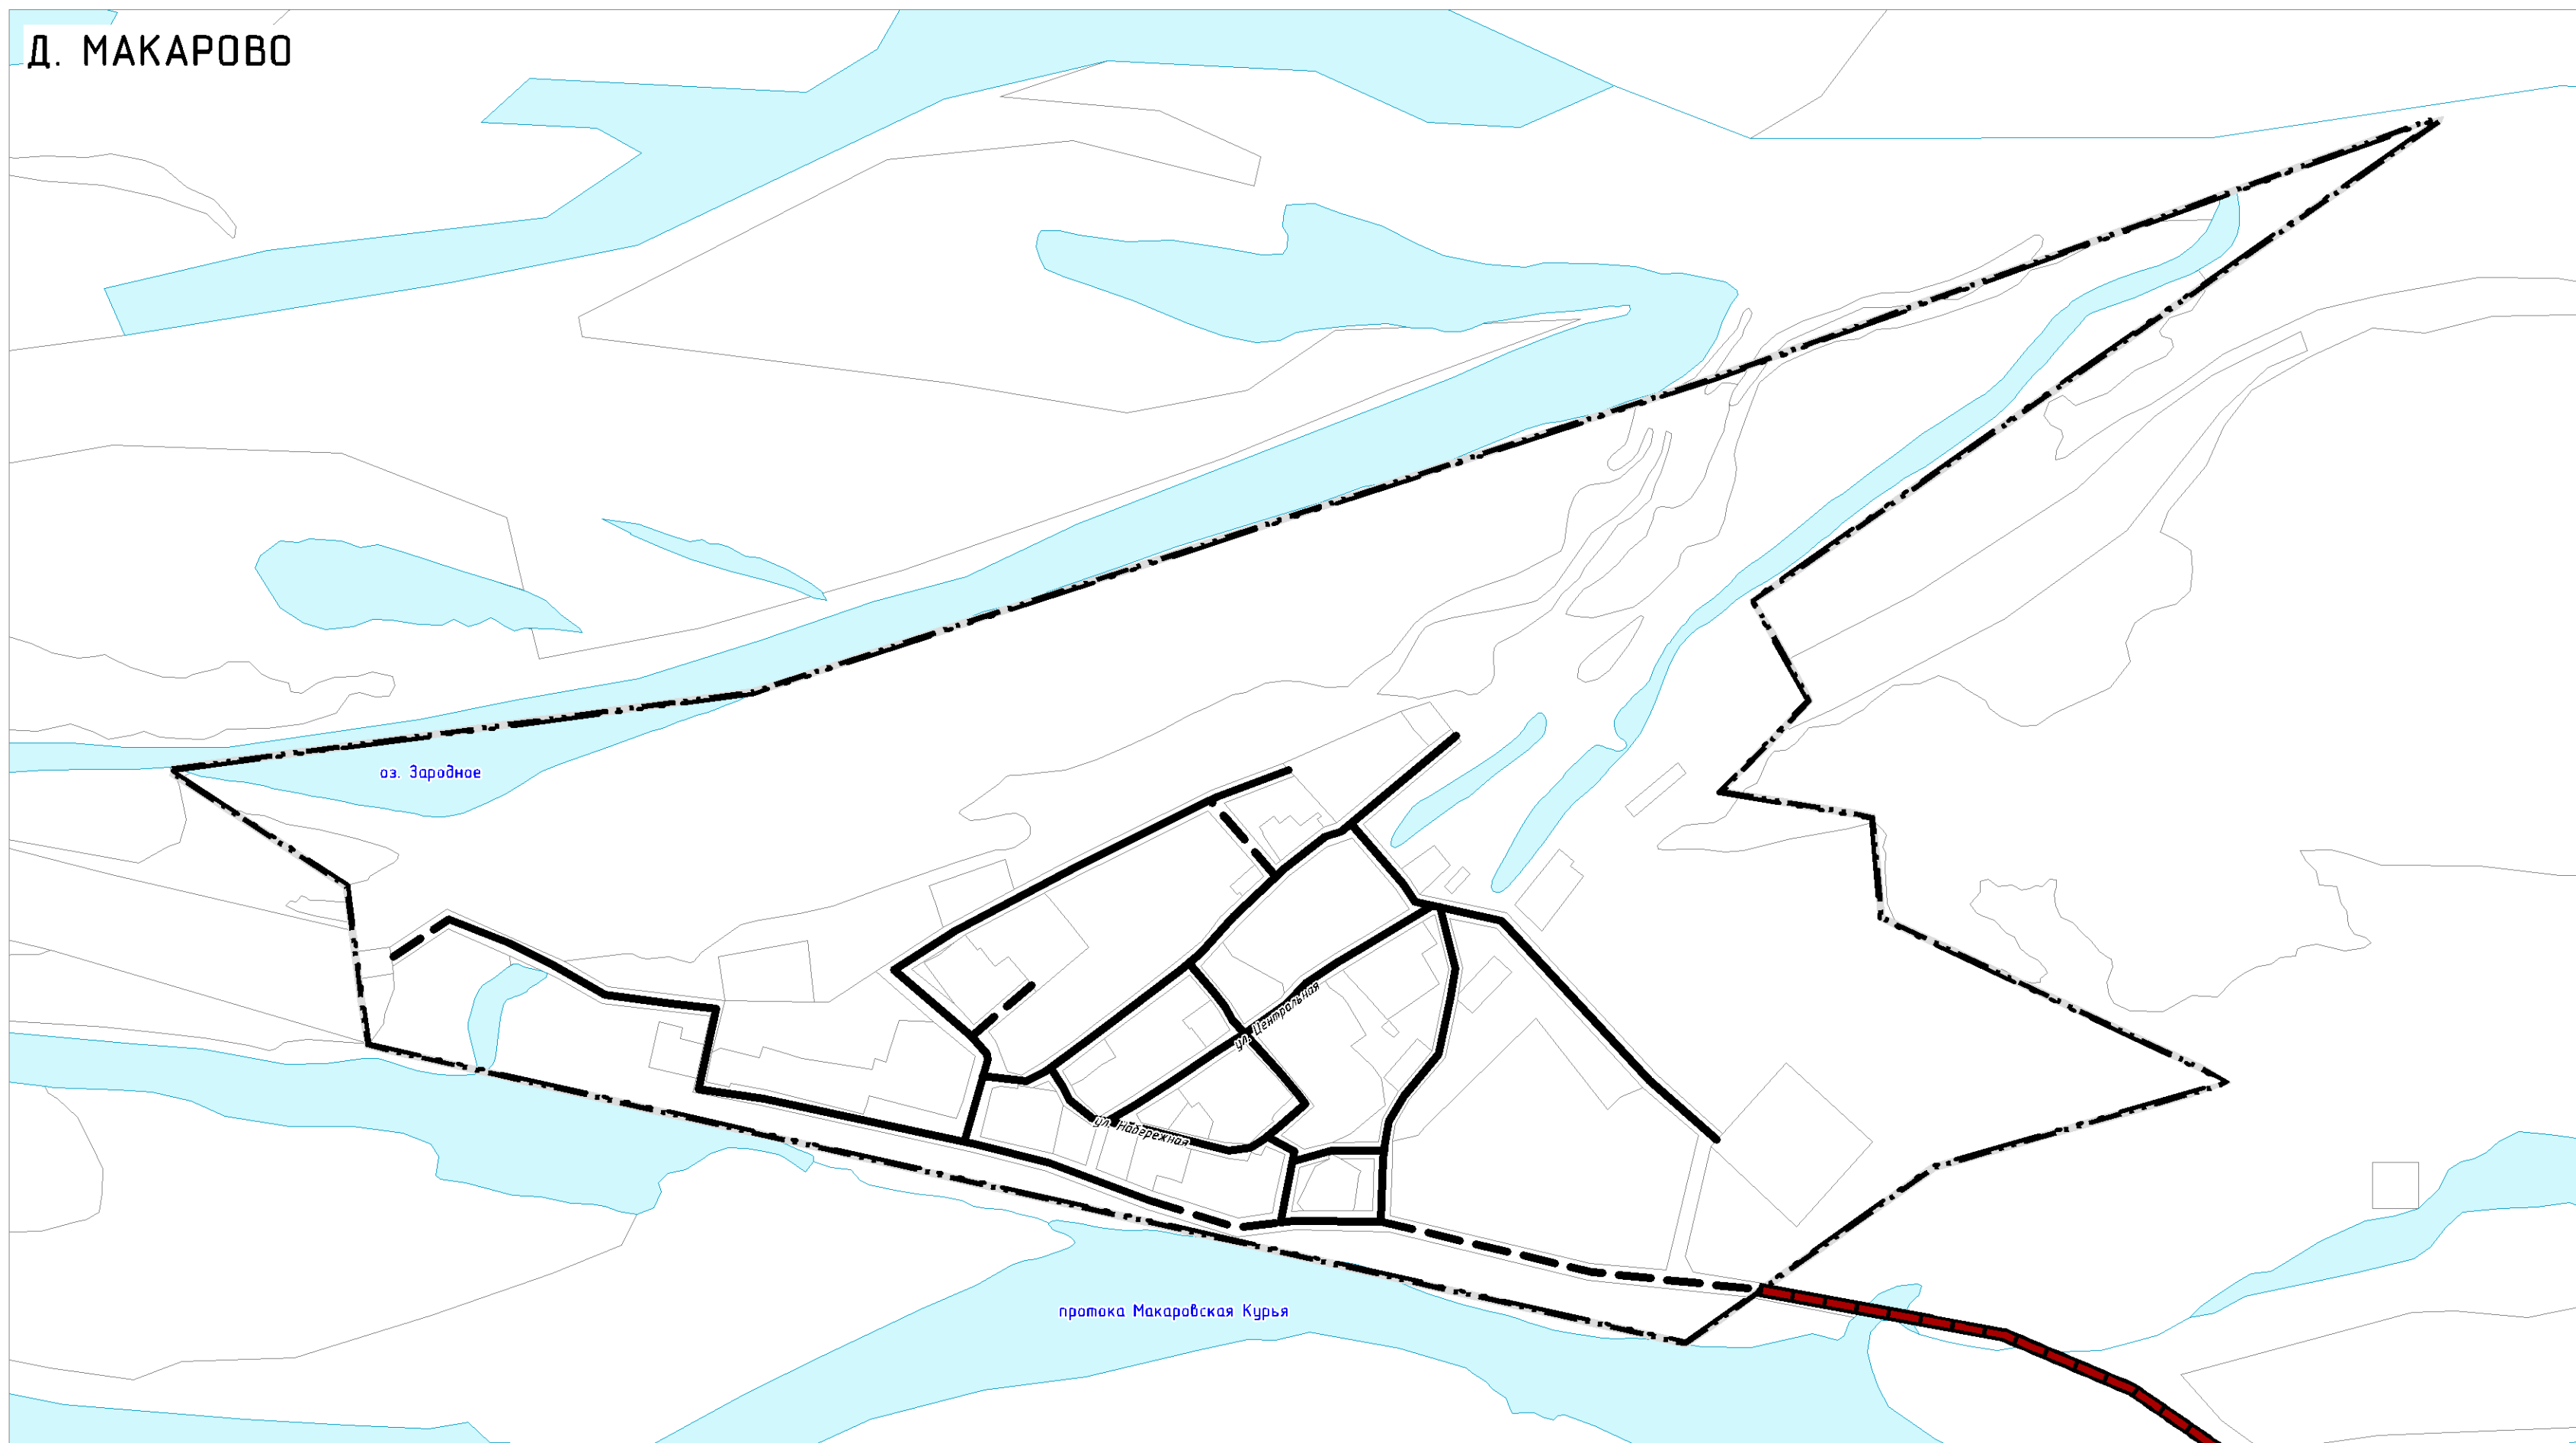 Д. МАКАРОВО
оз. Зародное
ул. Центральная
ул. Набережная
протока Макаровская Курья